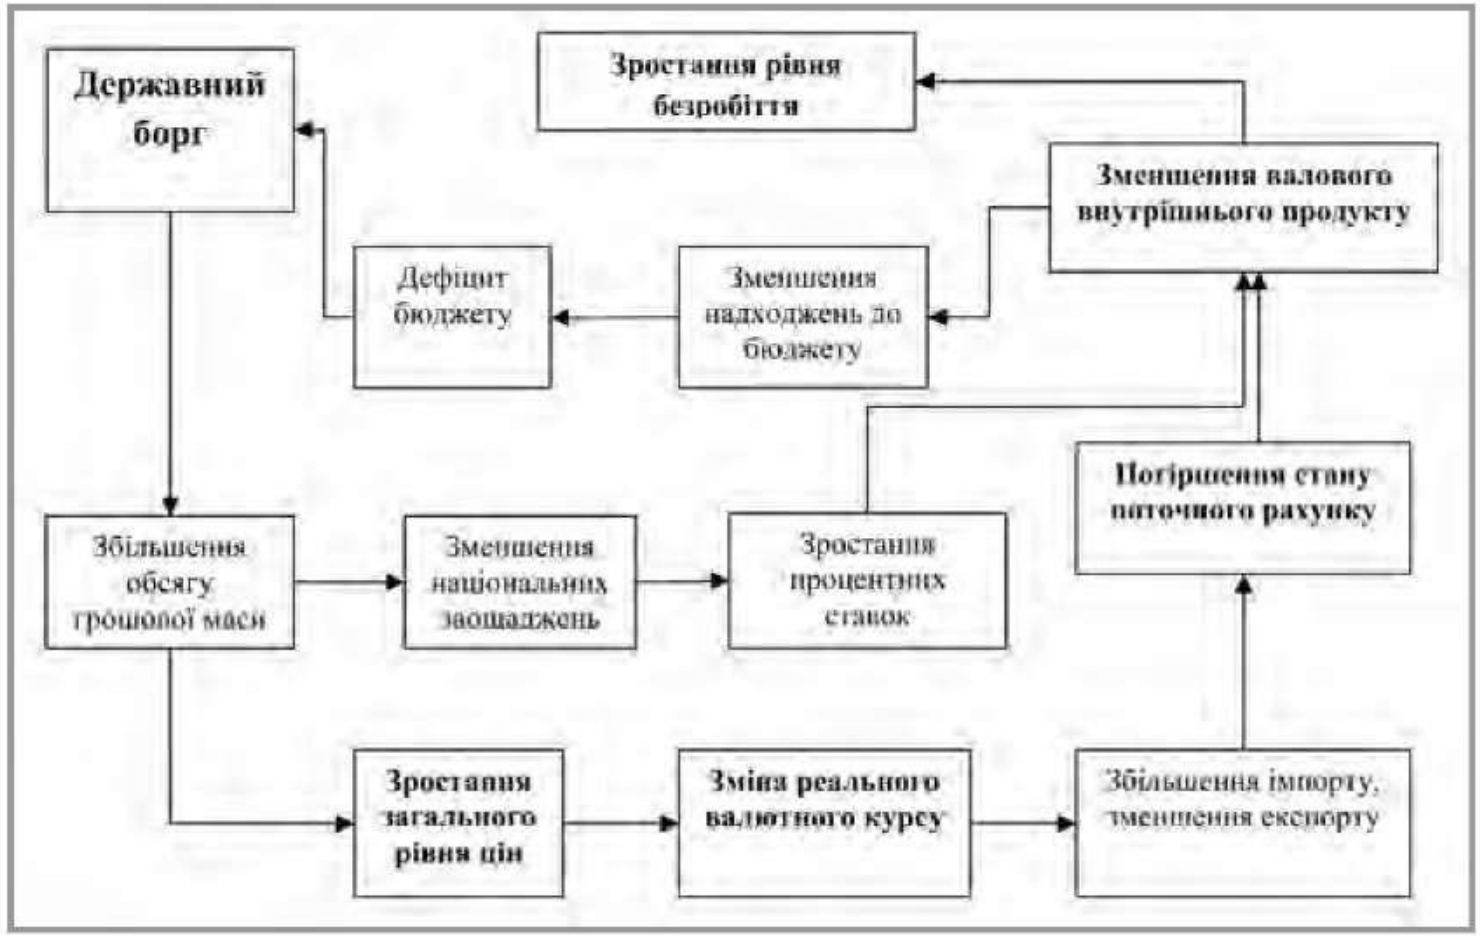 Державний
борг
Зростання рівня
безробіття
Зменшення валового
внутрішнього продукту
Дефіцит
бюджету
Зменшення
надходжень до
бюджету
Погіршення стану
поточного рахунку
Збільшення
обсягу
грошової маси
Зменшення
національних
заощаджень
Зростання
процентних
ставок
Зростання
загального
рівня цін
Зміна реального
валютного курсу
Збільшення імпорту,
зменшення експорту